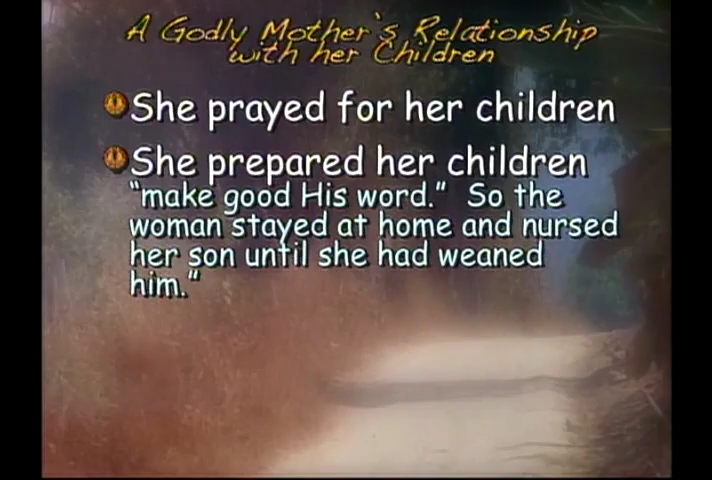 A Godly Mother's Relationship
with her Children
She prayed for her children
She prepared her children
“make good His word.” So the
woman stayed at home and nursed
her son until she had weaned
him.”